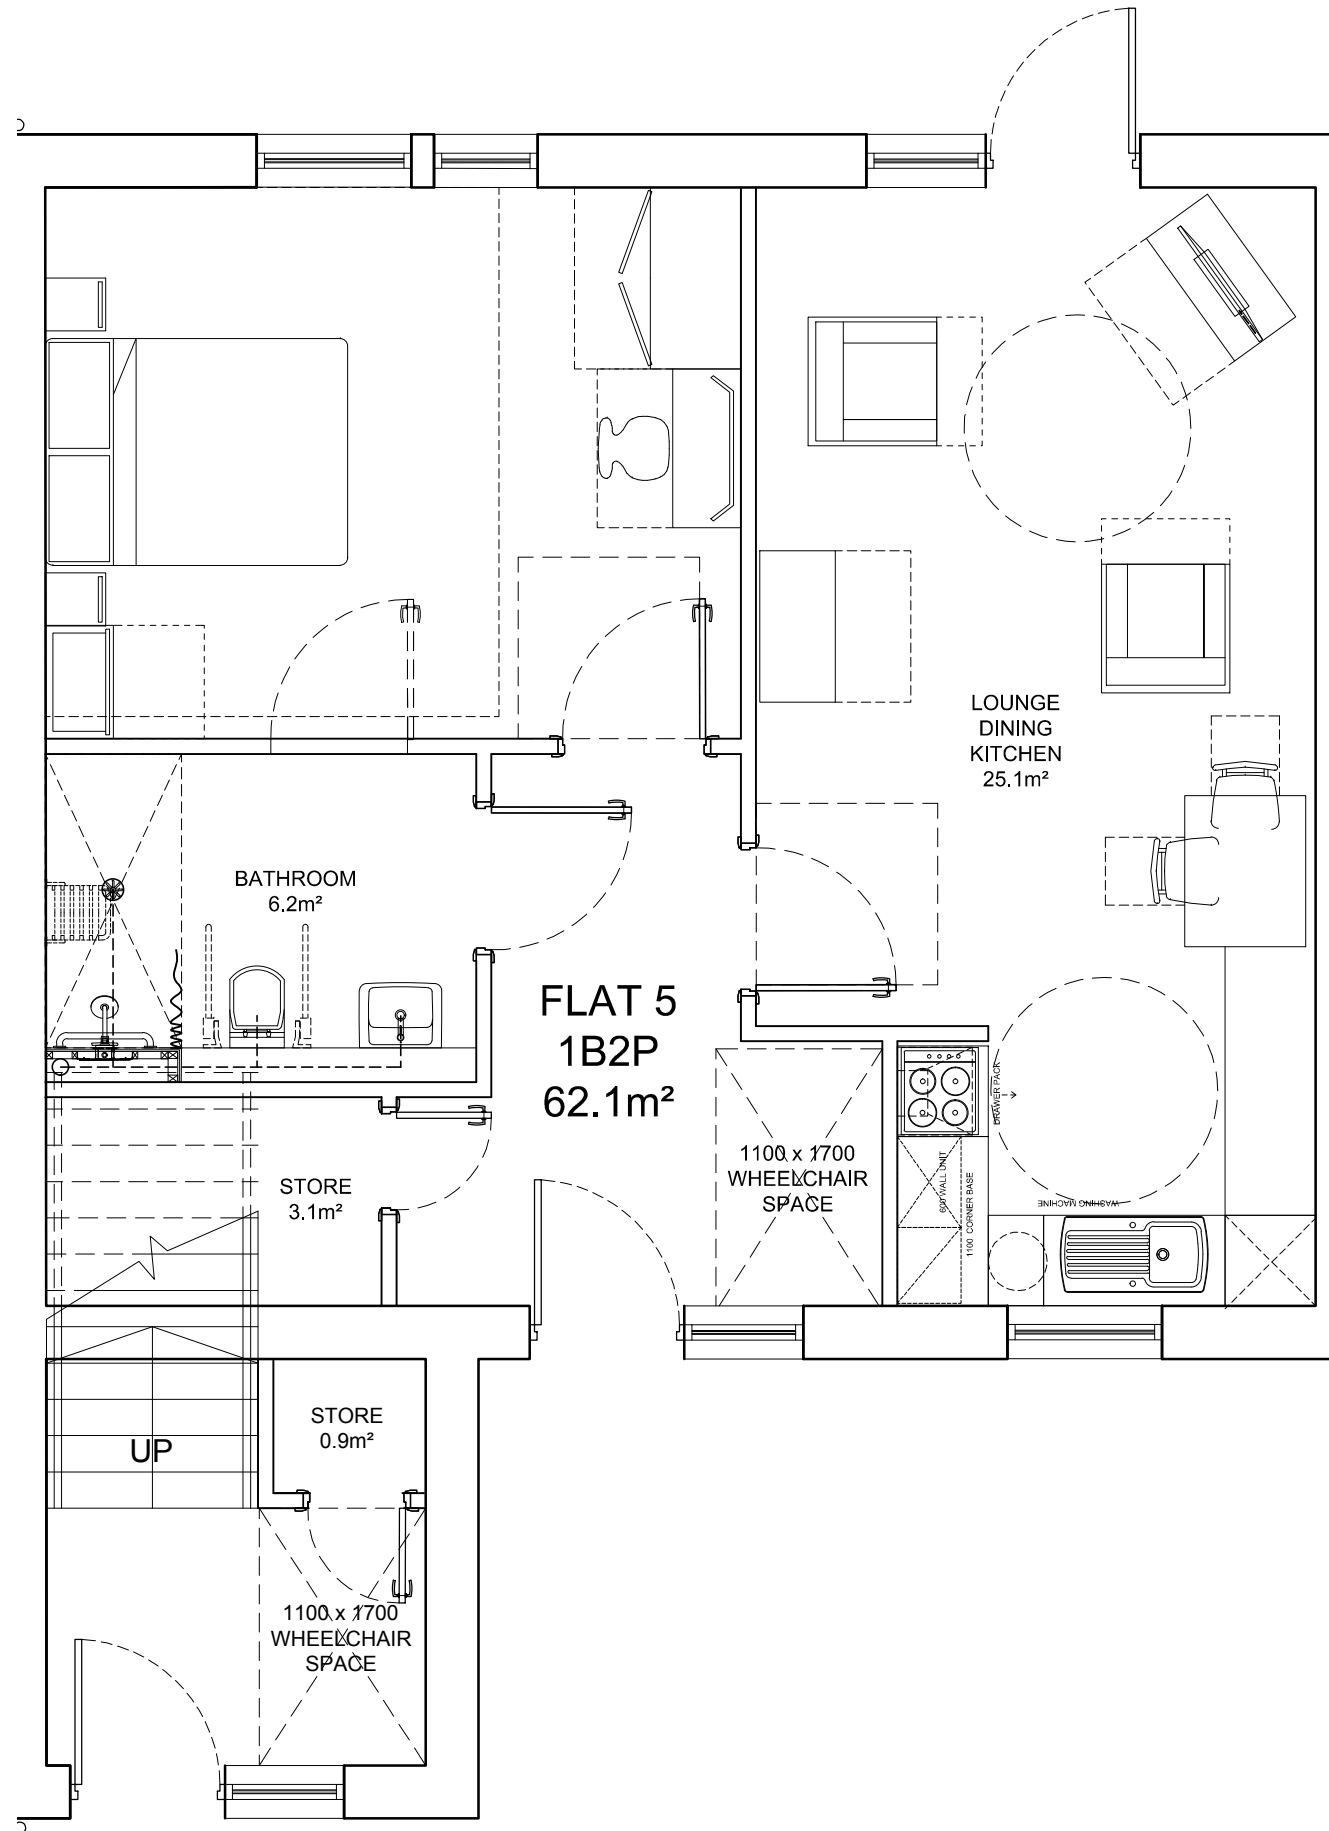 LOUNGE
DINING
KITCHEN
25.1m²
BATHROOM
6.2m²
FLAT 5
1B2P
62.1m²
DRAWER PACK
1100 x 1700
WHEELCHAIR
SPACE
600 WALL UNIT
1100 CORNER BASE
WASHING MACHINE
STORE
3.1m²
STORE
0.9m²
UP
1100 x 1700
WHEELCHAIR
SPACE